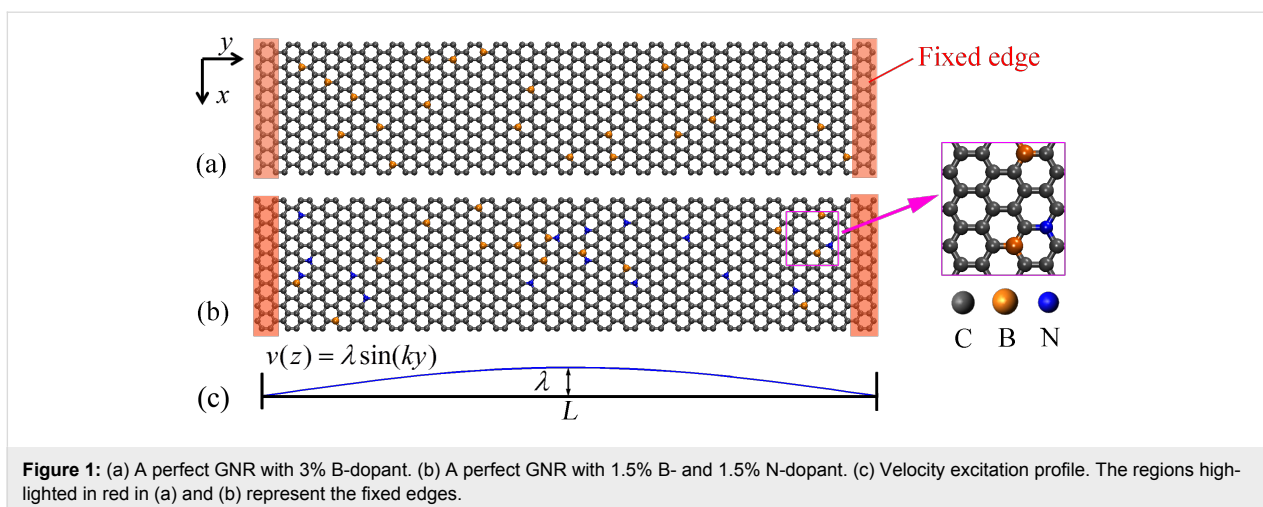 y
x
Fixed edge
(a)
(b)
C B N
v(z) = λ sin(ky)
λ
(c)
L
Figure 1: (a) A perfect GNR with 3% B-dopant. (b) A perfect GNR with 1.5% B- and 1.5% N-dopant. (c) Velocity excitation profile. The regions high-
lighted in red in (a) and (b) represent the fixed edges.